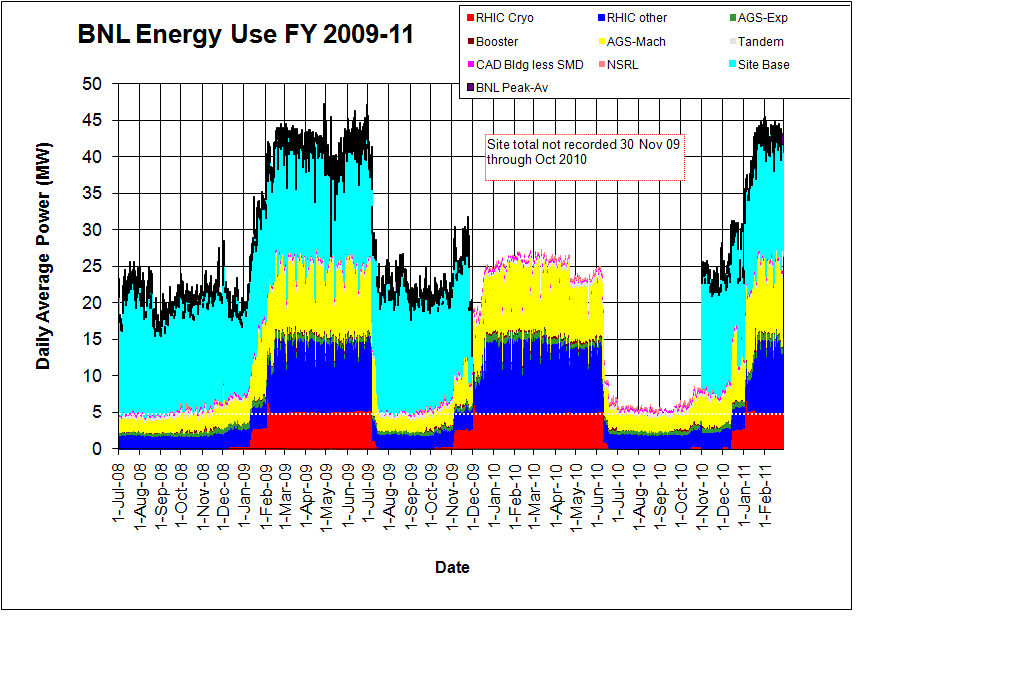 BNL Energy Use FY 2009-11
RHIC Cryo
RHIC other
AGS-Exp
Booster
AGS-Mach
Tandem
CAD Bldg less SMD
NSRL
Site Base
BNL Peak-Av
Site total not recorded 30 Nov 09
through Oct 2010
Daily Average Power (MW)
50
45
40
35
30
25
20
15
10
5
0
1-Jul-08
1-Aug-08
1-Sep-08
1-Oct-08
1-Nov-08
1-Dec-08
1-Jan-09
1-Feb-09
1-Mar-09
1-Apr-09
1-May-09
1-Jun-09
1-Jul-09
1-Aug-09
1-Sep-09
1-Oct-09
1-Nov-09
1-Dec-09
1-Jan-10
1-Feb-10
1-Mar-10
1-Apr-10
1-May-10
1-Jun-10
1-Jul-10
1-Aug-10
1-Sep-10
1-Oct-10
1-Nov-10
1-Dec-10
1-Jan-11
1-Feb-11
Date